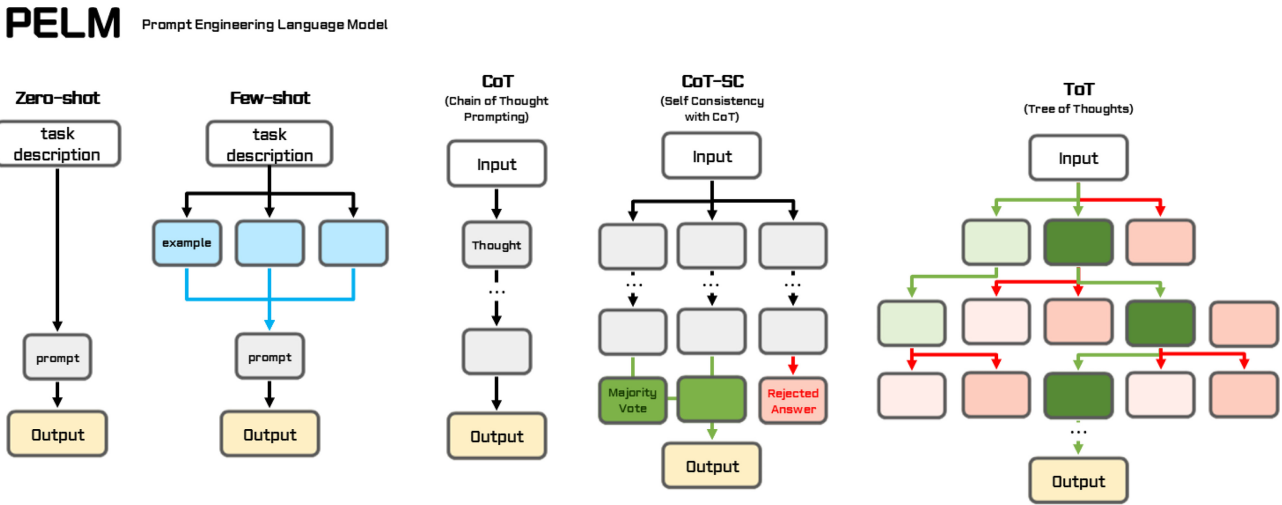 PELM
Prompt Engineering Language Model
Zero-shot
task
description
prompt
Output
Few-shot
task
description
example
prompt
Output
CoT
(Chain of Thought
Prompting)
Input
Thought
...
Output
CoT-SC
(Self Consistency
with CoT)
Input
...
...
...
Majority
Vote
Rejected
Answer
Output
ToT
(Tree of Thoughts)
Input
...
Output